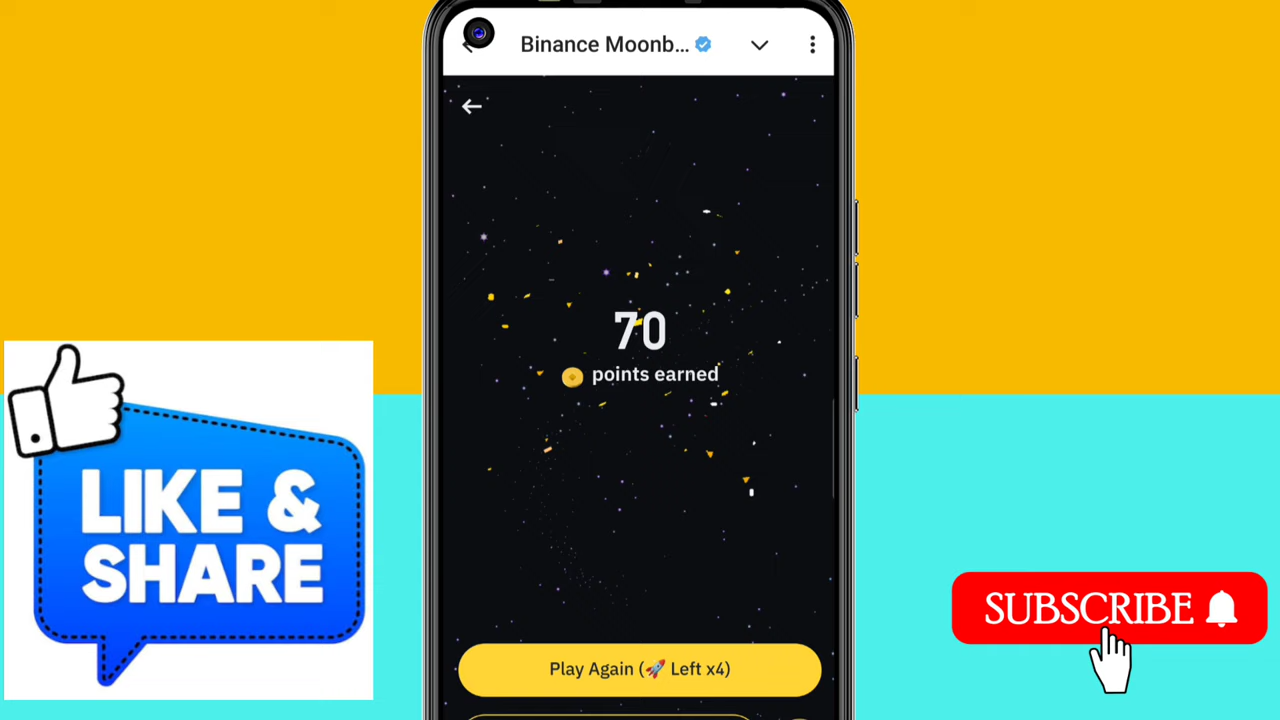 Binance Moonb...
70
points earned
LIKE &
SHARE
SUBSCRIBE
Play Again (🚀 Left x4)